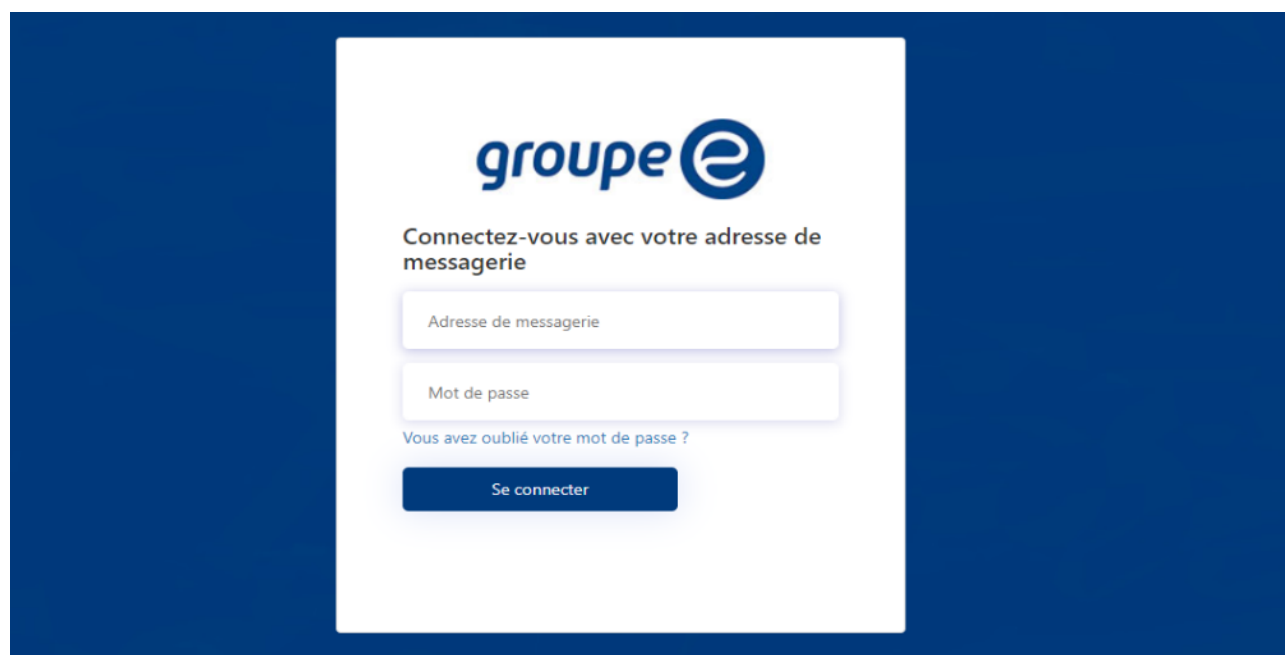 groupe e
Connectez-vous avec votre adresse de
messagerie
Adresse de messagerie
Mot de passe
Vous avez oublié votre mot de passe ?
Se connecter